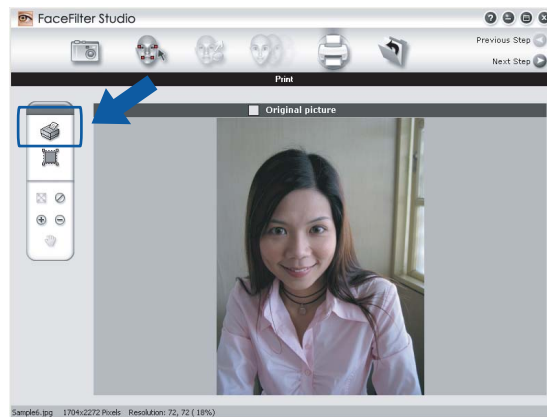 FaceFilter Studio
Previous Step
Next Step
Print
Original picture
Sample6.jpg 1704x2272 Pixels Resolution: 72, 72 ( 18%)